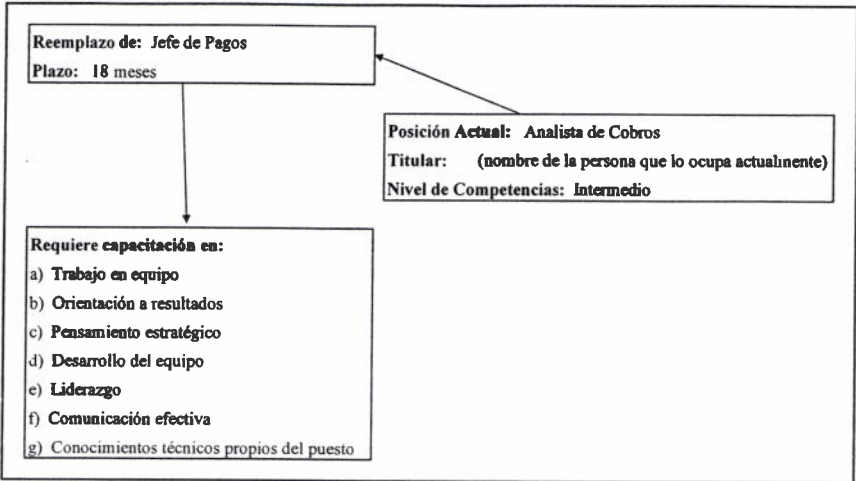 Reemplazo de: Jefe de Pagos
Plazo: 18 meses
Posición Actual: Analista de Cobros
Titular: (nombre de la persona que lo ocupa actualmente)
Nivel de Competencias: Intermedio
Requiere capacitación en:
a) Trabajo en equipo
b) Orientación a resultados
c) Pensamiento estratégico
d) Desarrollo del equipo
e) Liderazgo
f) Comunicación efectiva
g) Conocimientos técnicos propios del puesto